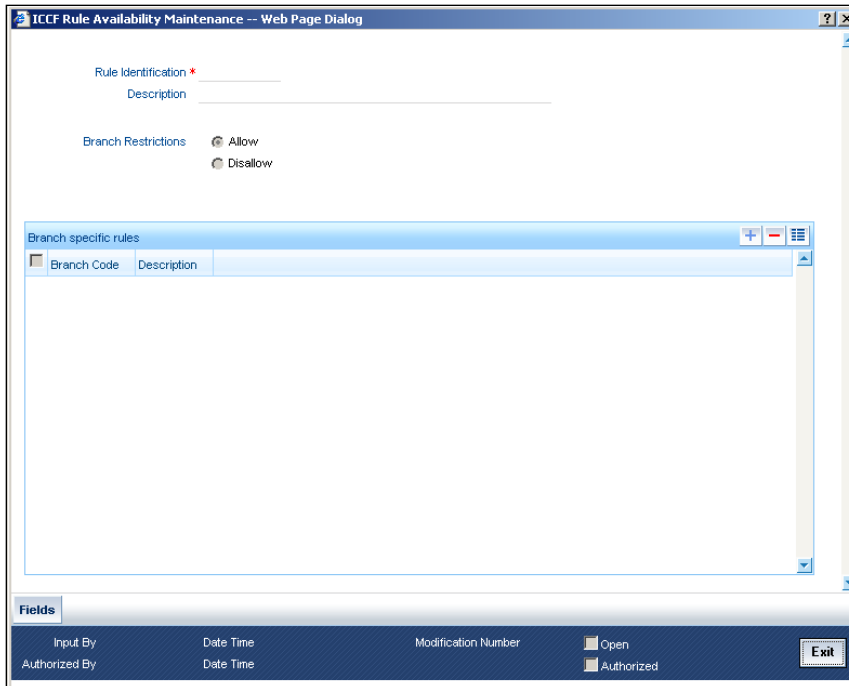 ICCF Rule Availability Maintenance -- Web Page Dialog
Rule Identification *
Description
Branch Restrictions Allow
Disallow
Branch specific rules
Branch Code Description
Fields
Input By Date Time Modification Number Open
Authorized By Date Time Authorized
Exit